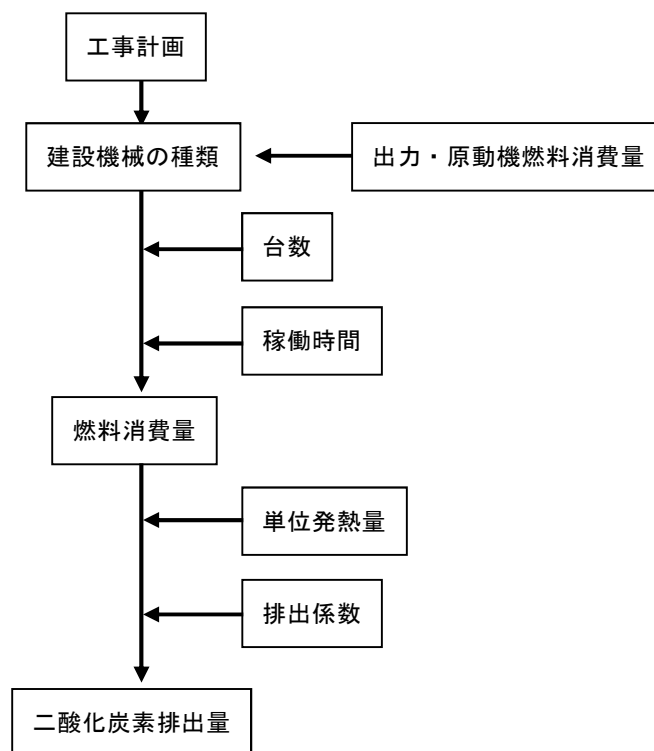 工事計画
建設機械の種類
出力・原動機燃料消費量
台数
稼働時間
燃料消費量
単位発熱量
排出係数
二酸化炭素排出量